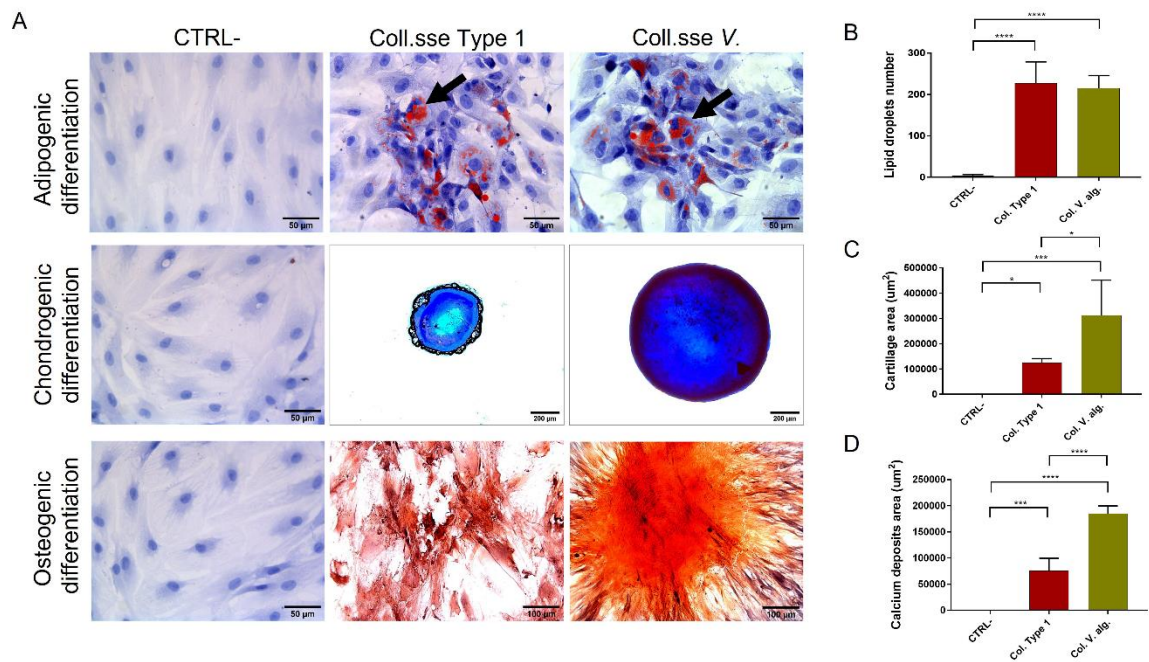 A
CTRL-
Coll.sse Type 1
Coll.sse V.
Adipogenic
differentiation
50 µm
50 µm
50 µm
Chondrogenic
differentiation
50 µm
200 µm
200 µm
Osteogenic
differentiation
50 µm
100 µm
100 µm
B
****
****
Lipid droplets number
300
200
100
0
CTRL-
Col. Type 1
Col. V. alg.
C
*
***
*
Cartillage area (um²)
600000
500000
400000
300000
200000
100000
0
CTRL-
Col. Type 1
Col. V. alg.
D
****
****
***
Calcium deposits area (um²)
250000
200000
150000
100000
50000
0
CTRL-
Col. Type 1
Col. V. alg.